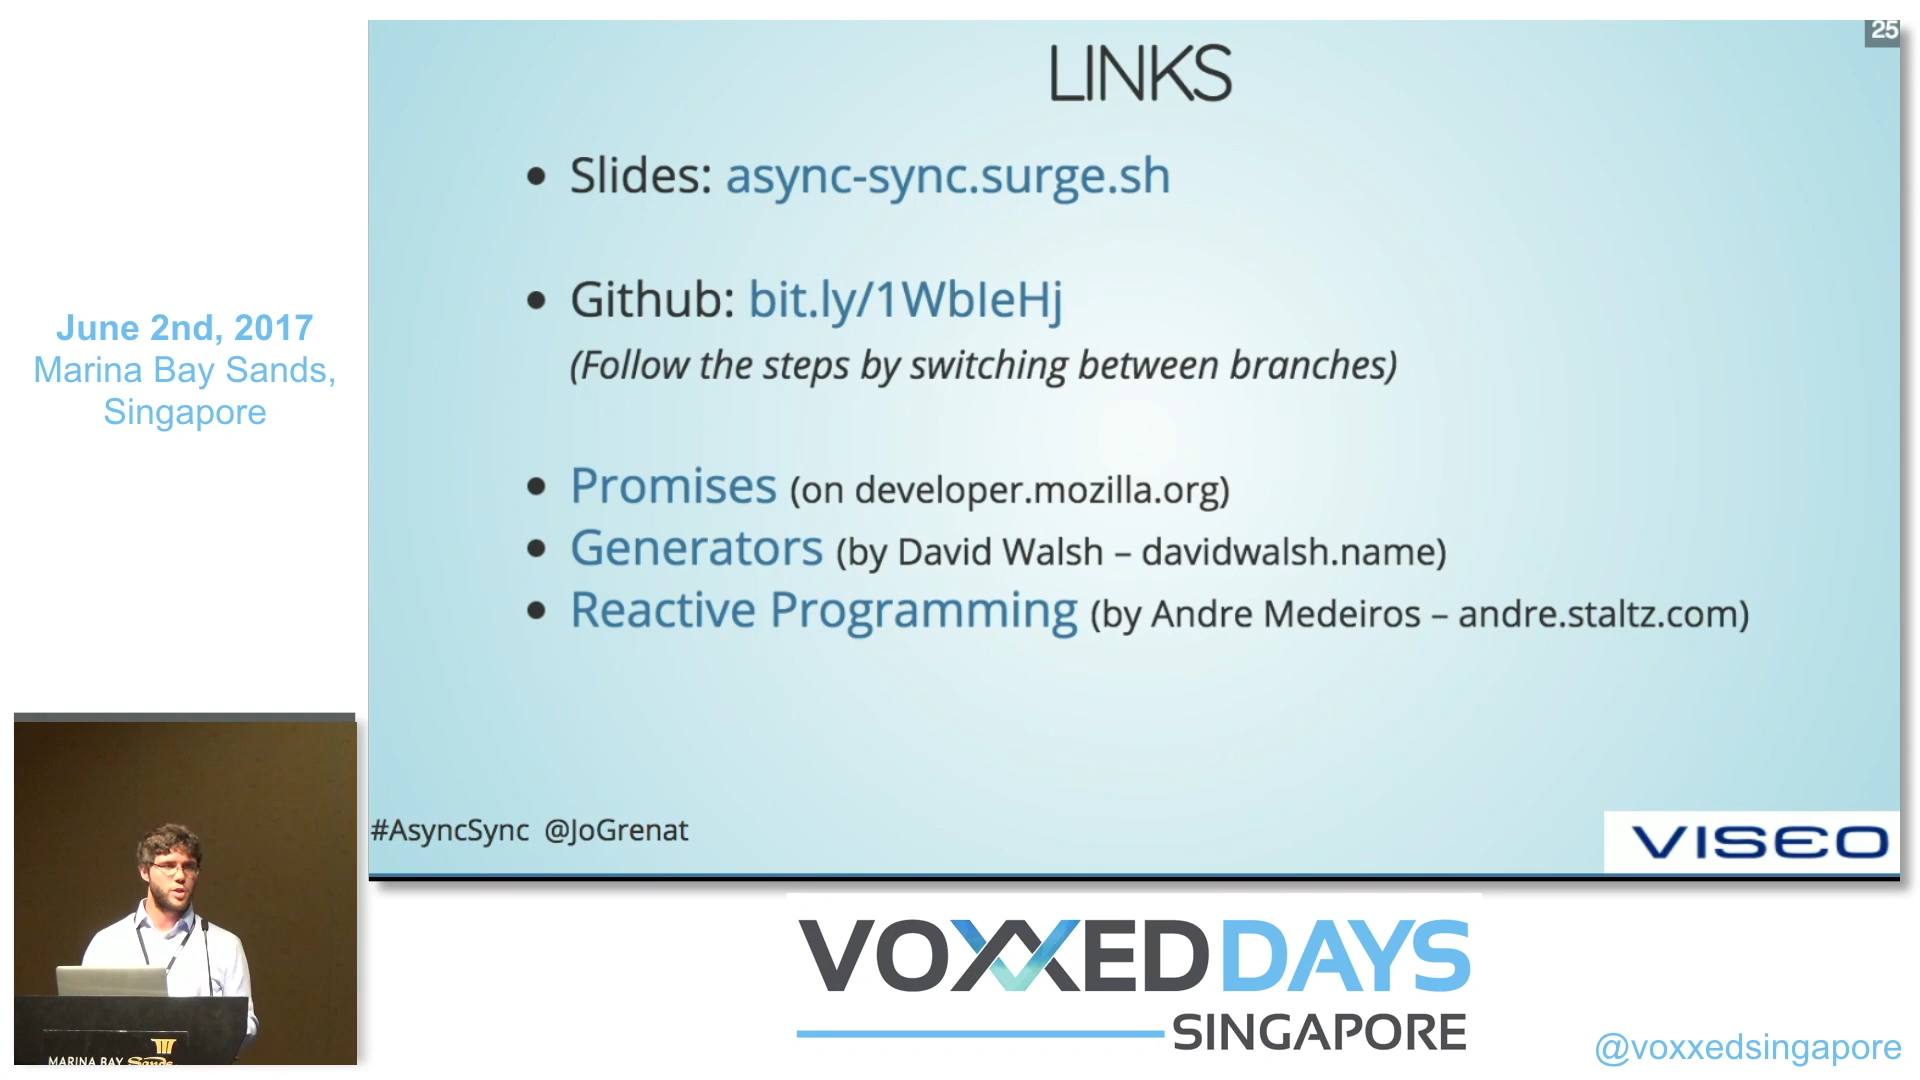 25
LINKS
Slides: async-sync.surge.sh
Github: bit.ly/1WbIeHj
(Follow the steps by switching between branches)
Promises (on developer.mozilla.org)
Generators (by David Walsh – davidwalsh.name)
Reactive Programming (by Andre Medeiros – andre.staltz.com)
#AsyncSync @JoGrenat
VISEO
June 2nd, 2017
Marina Bay Sands,
Singapore
MARINA BAY Sands
VOXXED DAYS
SINGAPORE
@voxxedsingapore